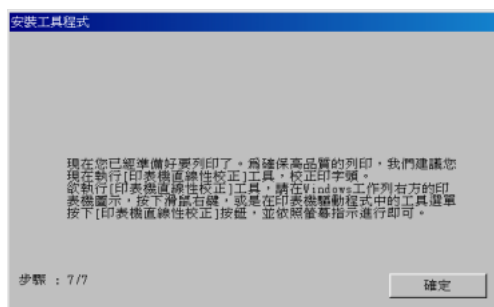 安裝工具程式
現在您已經準備好要列印了。為確保高品質的列印，我們建議您
現在執行[印表機直線性校正]工具，校正印字頭。
欲執行[印表機直線性校正]工具，請在Windows工作列右方的印
表機圖示，按下滑鼠右鍵，或是在印表機驅動程式中的工具選單
按下[印表機直線性校正]按鈕，並依照螢幕指示進行即可。
步驟 : 7/7
確定